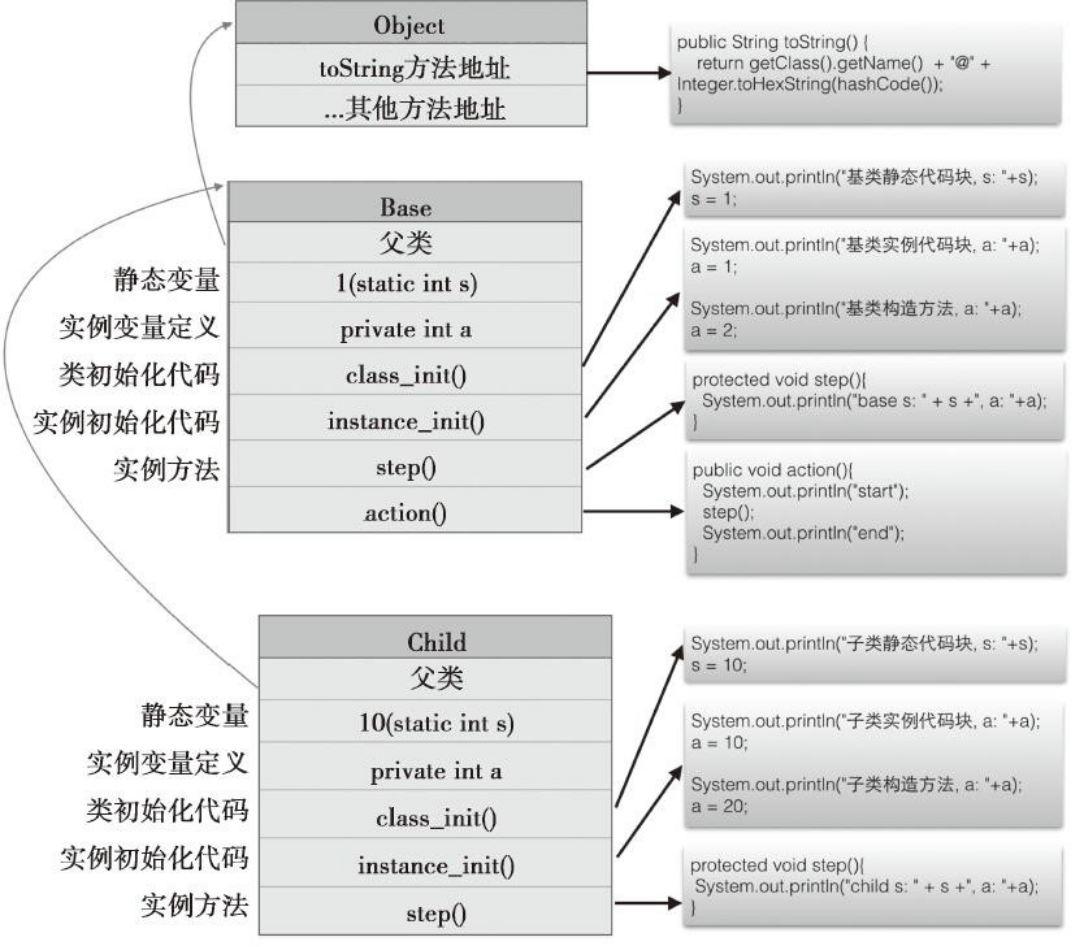 Object
toString方法地址
...其他方法地址
public String toString() {
return getClass().getName() + "@" +
Integer.toHexString(hashCode());
}
Base
父类
静态变量
1(static int s)
实例变量定义
private int a
类初始化代码
class_init()
实例初始化代码
instance_init()
实例方法
step()
action()
System.out.println("基类静态代码块, s: "+s);
s = 1;
System.out.println("基类实例代码块, a: "+a);
a = 1;
System.out.println("基类构造方法, a: "+a);
a = 2;
protected void step(){
System.out.println("base s: " + s +", a: "+a);
}
public void action(){
System.out.println("start");
step();
System.out.println("end");
}
Child
父类
静态变量
10(static int s)
实例变量定义
private int a
类初始化代码
class_init()
实例初始化代码
instance_init()
实例方法
step()
System.out.println("子类静态代码块, s: "+s);
s = 10;
System.out.println("子类实例代码块, a: "+a);
a = 10;
System.out.println("子类构造方法, a: "+a);
a = 20;
protected void step(){
System.out.println("child s: " + s +", a: "+a);
}